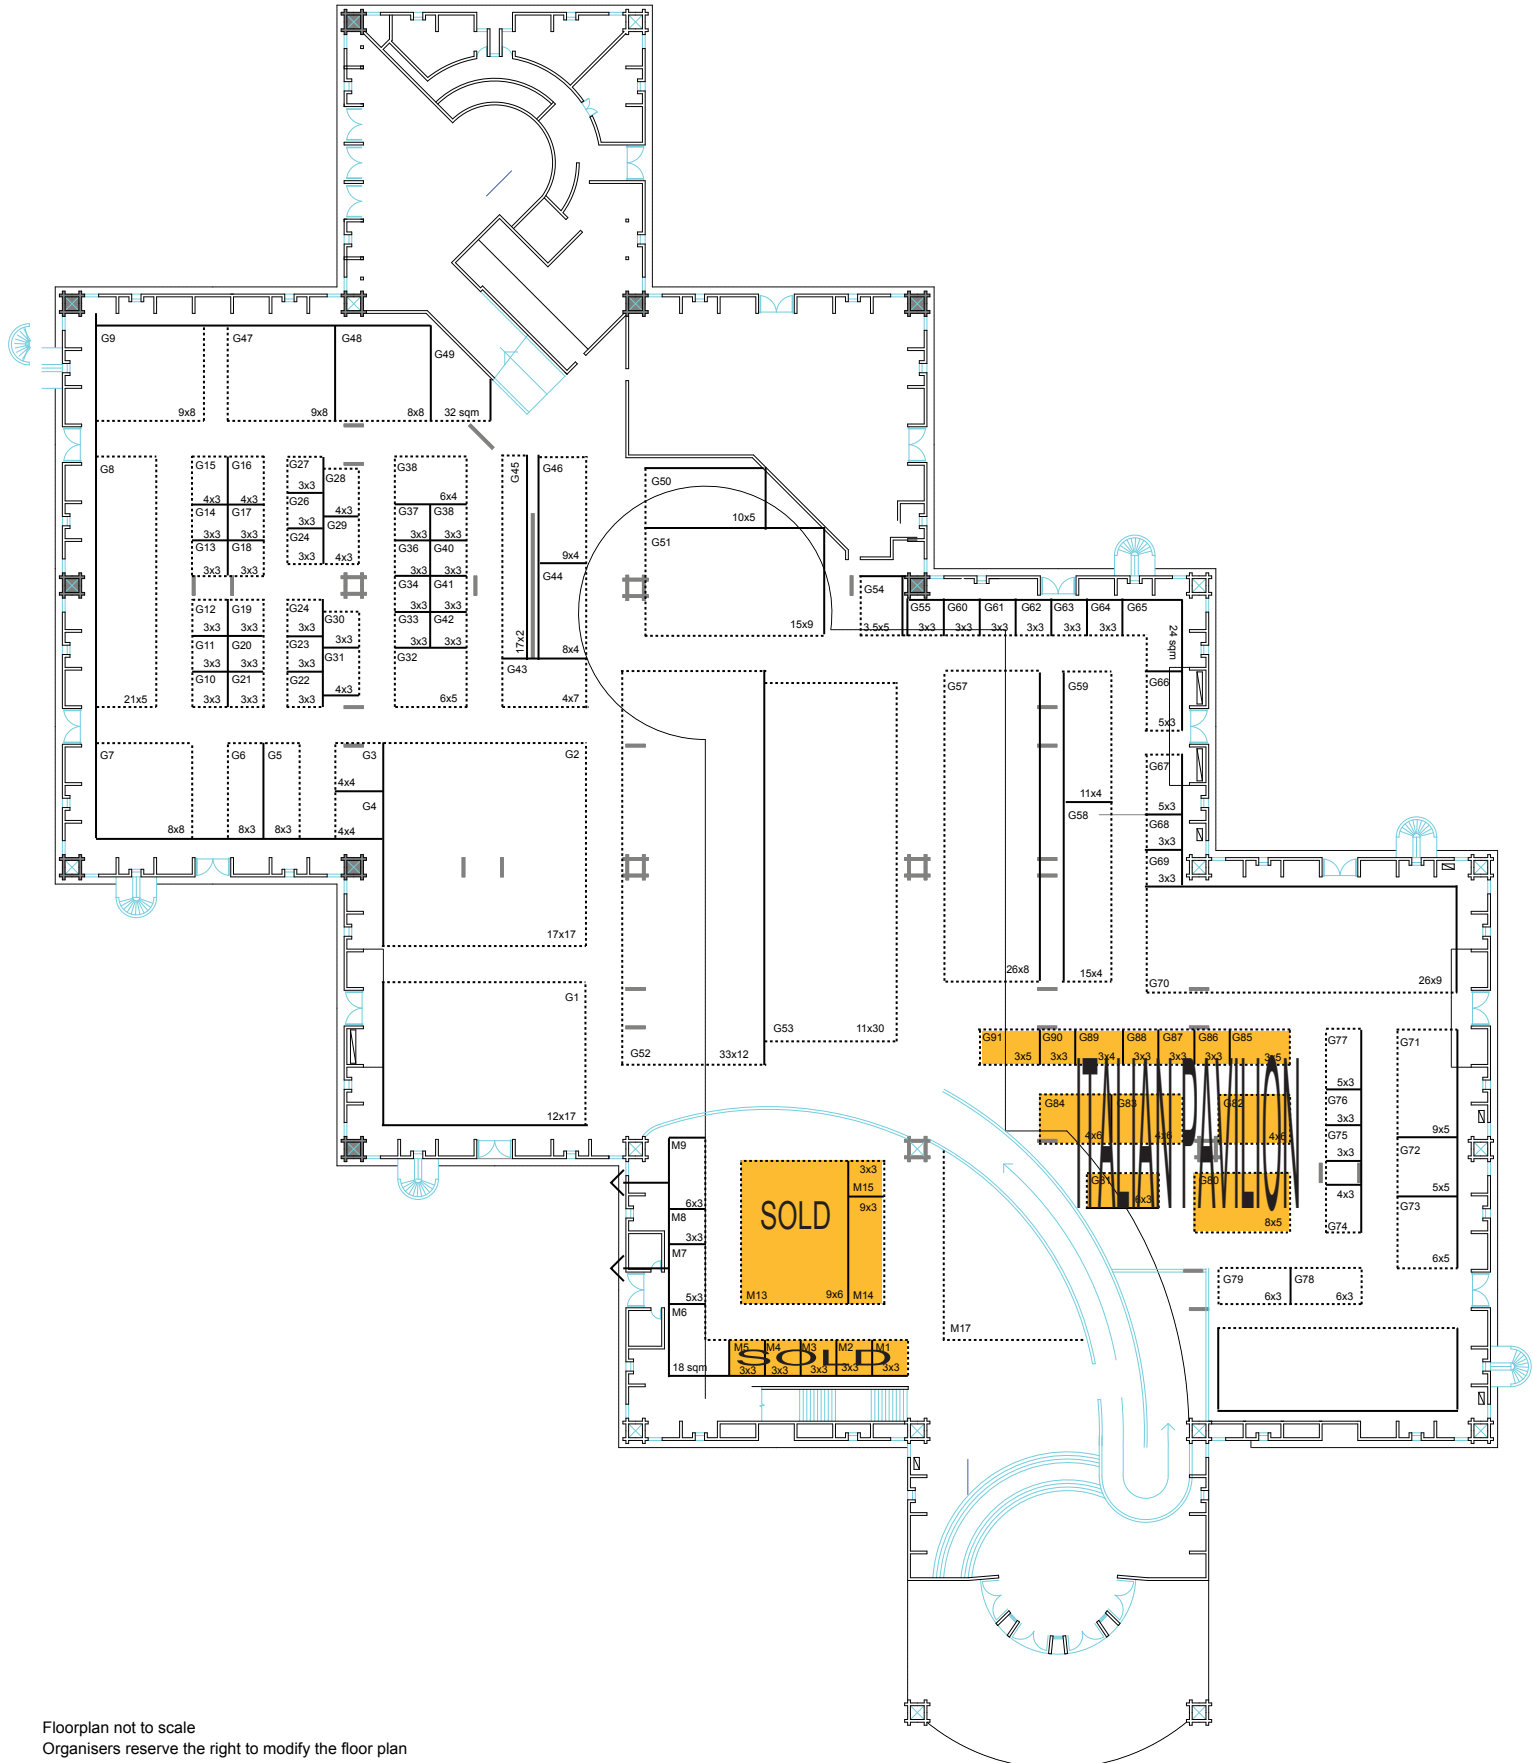 G9
9x8
G47
9x8
G48
8x8
G49
32 sqm
G8
21x5
G15
4x3
G16
4x3
G14
3x3
G17
3x3
G13
3x3
G18
3x3
G12
3x3
G19
3x3
G11
3x3
G20
3x3
G10
3x3
G21
3x3
G27
3x3
G28
4x3
G26
3x3
G29
4x3
G24
3x3
G24
3x3
G30
3x3
G23
3x3
G31
4x3
G22
3x3
G38
6x4
G37
3x3
G38
3x3
G36
3x3
G40
3x3
G34
3x3
G41
3x3
G33
3x3
G42
3x3
G32
6x5
G45
17x2
G46
9x4
G44
8x4
G43
4x7
G50
10x5
G51
15x9
G54
3.5x5
G55
3x3
G60
3x3
G61
3x3
G62
3x3
G63
3x3
G64
3x3
G65
24 sqm
G66
5x3
G67
5x3
G68
3x3
G69
3x3
G57
26x8
G59
11x4
G58
15x4
G70
26x9
G7
8x8
G6
8x3
G5
8x3
G3
4x4
G4
4x4
G2
17x17
G1
12x17
G52
33x12
G53
11x30
G91
3x5
G90
3x3
G89
3x4
G88
3x3
G87
3x3
G86
3x3
G85
3x5
ITALIAN PAVILION
G84
4x6
G83
4x6
G82
4x6
G81
6x3
G80
8x5
G77
5x3
G76
3x3
G75
3x3
4x3
G74
G71
9x5
G72
5x5
G73
6x5
G79
6x3
G78
6x3
M9
6x3
M8
3x3
M7
5x3
M6
18 sqm
SOLD
M13
9x6
3x3
M15
9x3
M14
SOLD
M5
3x3
M4
3x3
M3
3x3
M2
3x3
M1
3x3
M17
Floorplan not to scale
Organisers reserve the right to modify the floor plan